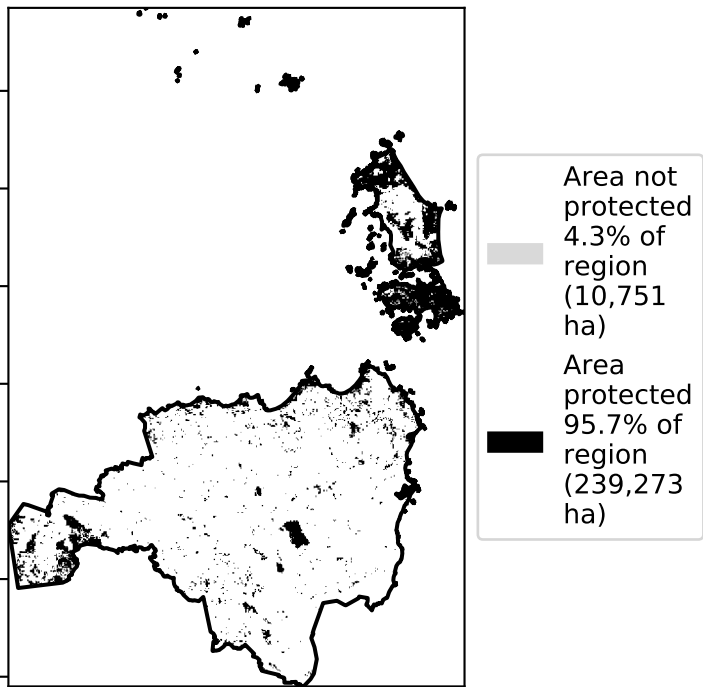 Area not
protected
4.3% of
region
(10,751
ha)
Area
protected
95.7% of
region
(239,273
ha)